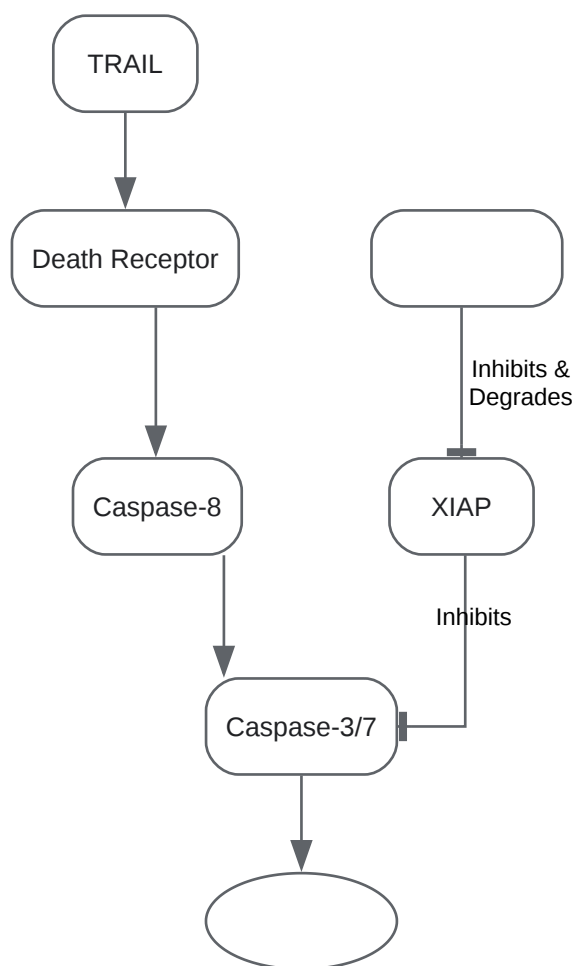 TRAIL
Death Receptor
Inhibits &
Degrades
Caspase-8
XIAP
Inhibits
Caspase-3/7